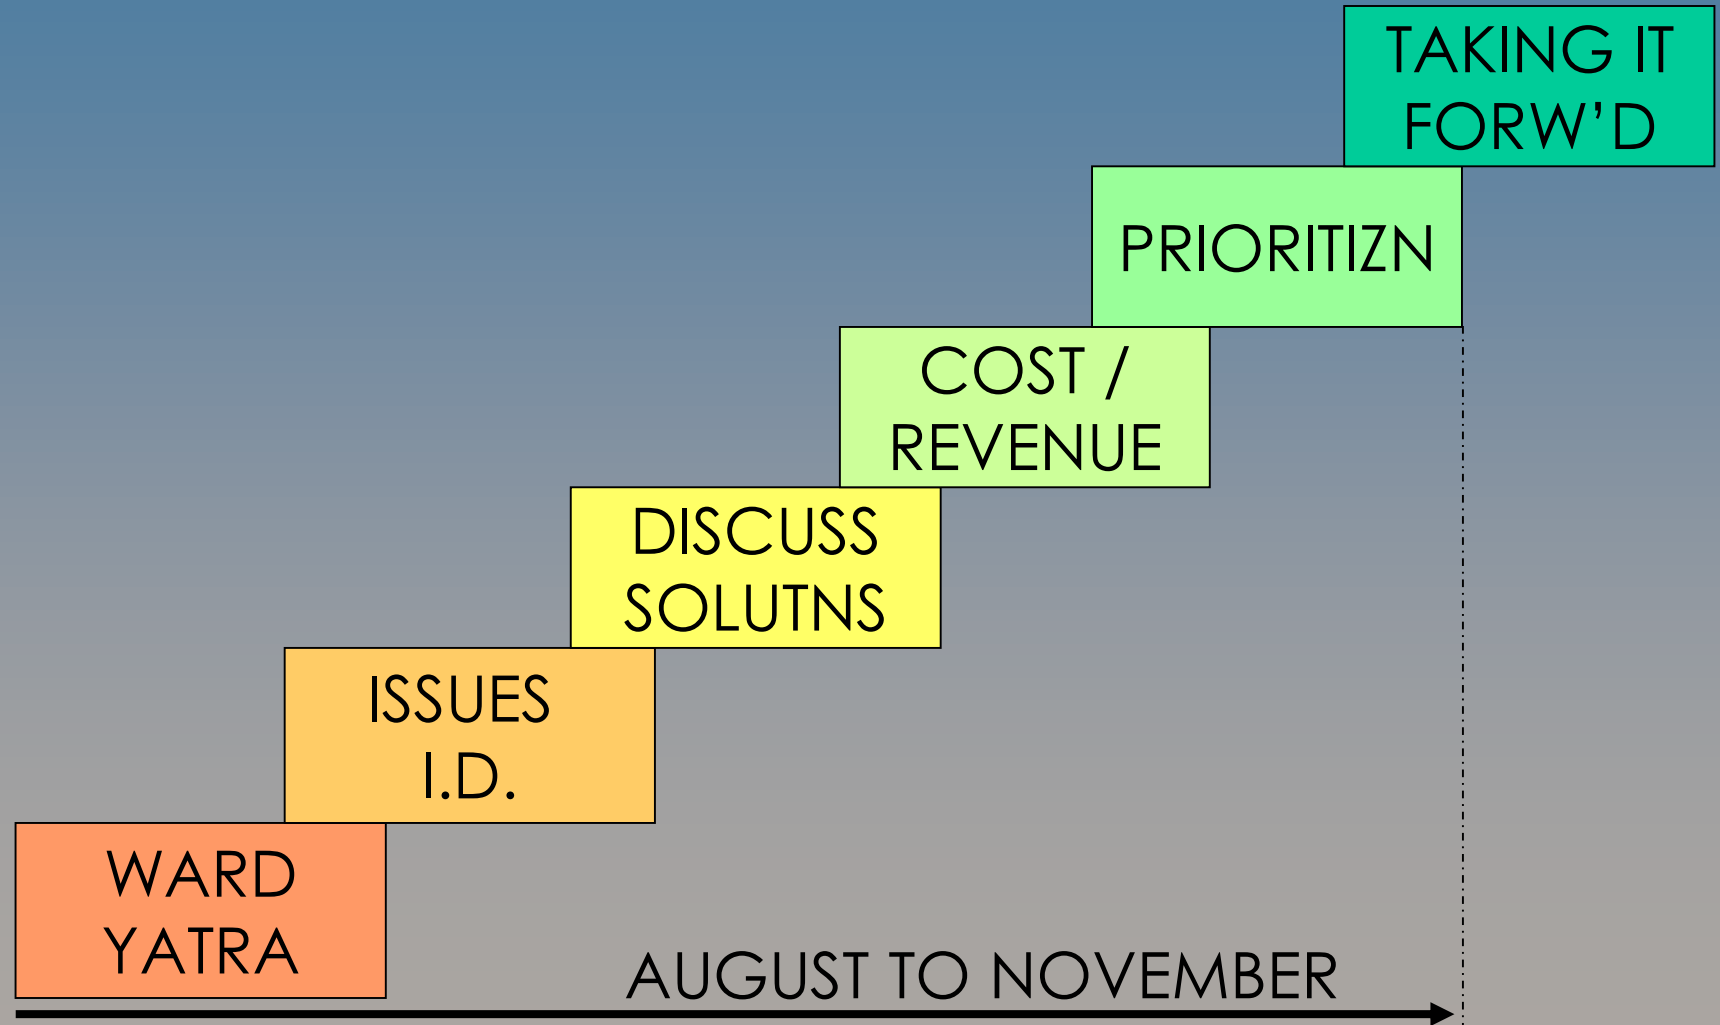 TAKING IT
FORW’D
PRIORITIZN
COST /
REVENUE
DISCUSS
SOLUTNS
ISSUES
I.D.
WARD
YATRA
AUGUST TO NOVEMBER